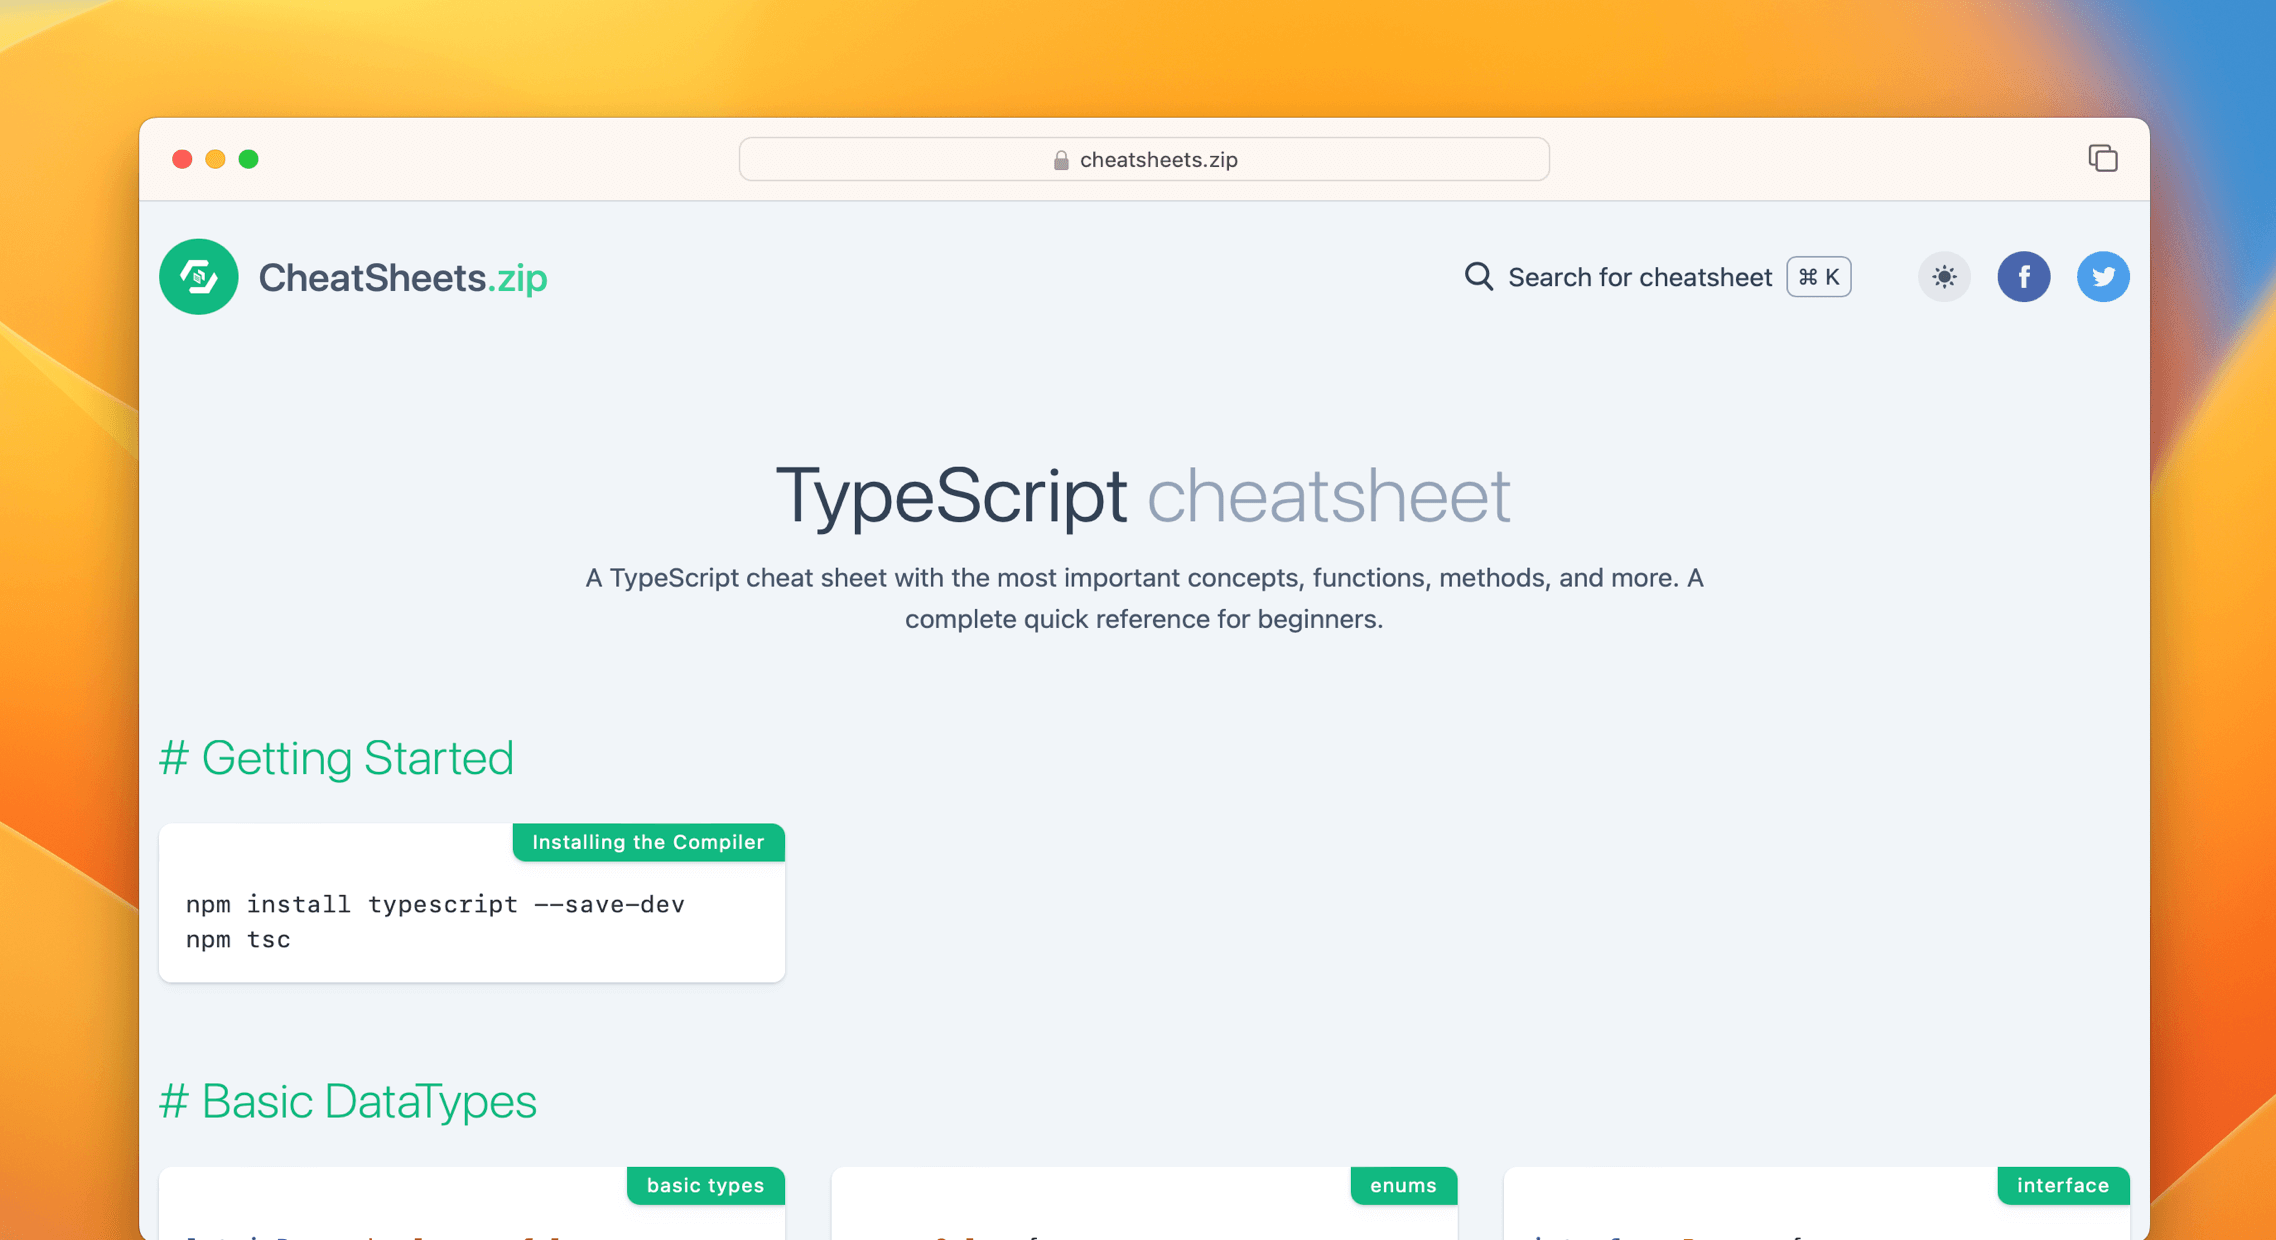 cheatsheets.zip
CheatSheets.zip
Search for cheatsheet ⌘ K
TypeScript cheatsheet
A TypeScript cheat sheet with the most important concepts, functions, methods, and more. A
complete quick reference for beginners.
# Getting Started
Installing the Compiler
npm install typescript --save-dev
npm tsc
# Basic DataTypes
basic types
enums
interface